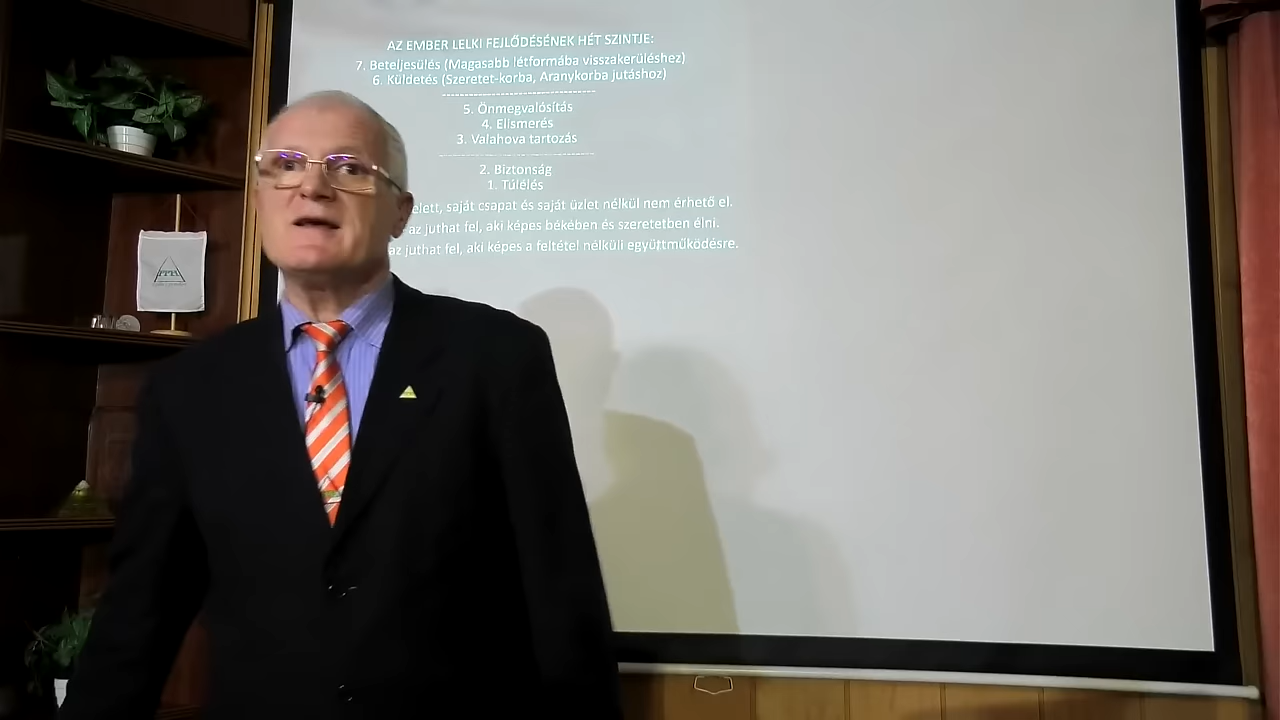 AZ EMBER LELKI FEJLŐDÉSÉNEK HÉT SZINTJE:
7. Beteljesülés (Magasabb létformába visszakerüléshez)
6. Küldetés (Szeretet-korba, Aranykorba jutáshoz)
5. Önmegvalósítás
4. Elismerés
3. Valahova tartozás
2. Biztonság
1. Túlélés
elett, saját csapat és saját üzlet nélkül nem érhető el.
az juthat fel, aki képes békében és szeretetben élni.
az juthat fel, aki képes a feltétel nélküli együttműködésre.